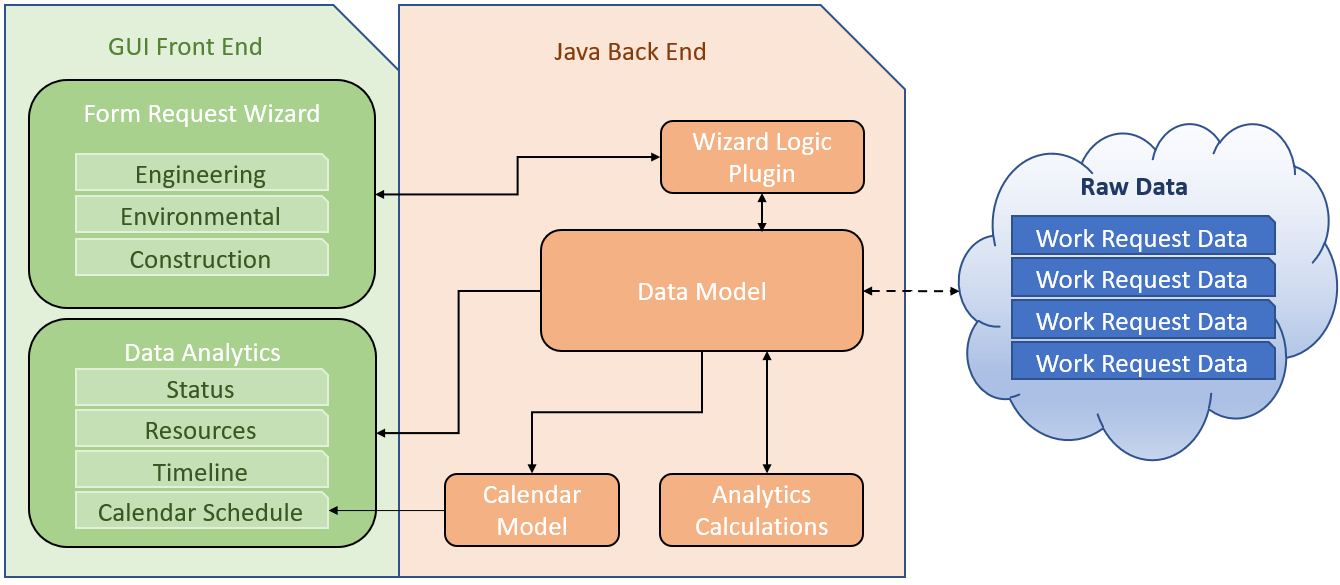 GUI Front End
Form Request Wizard
Engineering
Environmental
Construction
Data Analytics
Status
Resources
Timeline
Calendar Schedule
Java Back End
Wizard Logic
Plugin
Data Model
Calendar
Model
Analytics
Calculations
Raw Data
Work Request Data
Work Request Data
Work Request Data
Work Request Data